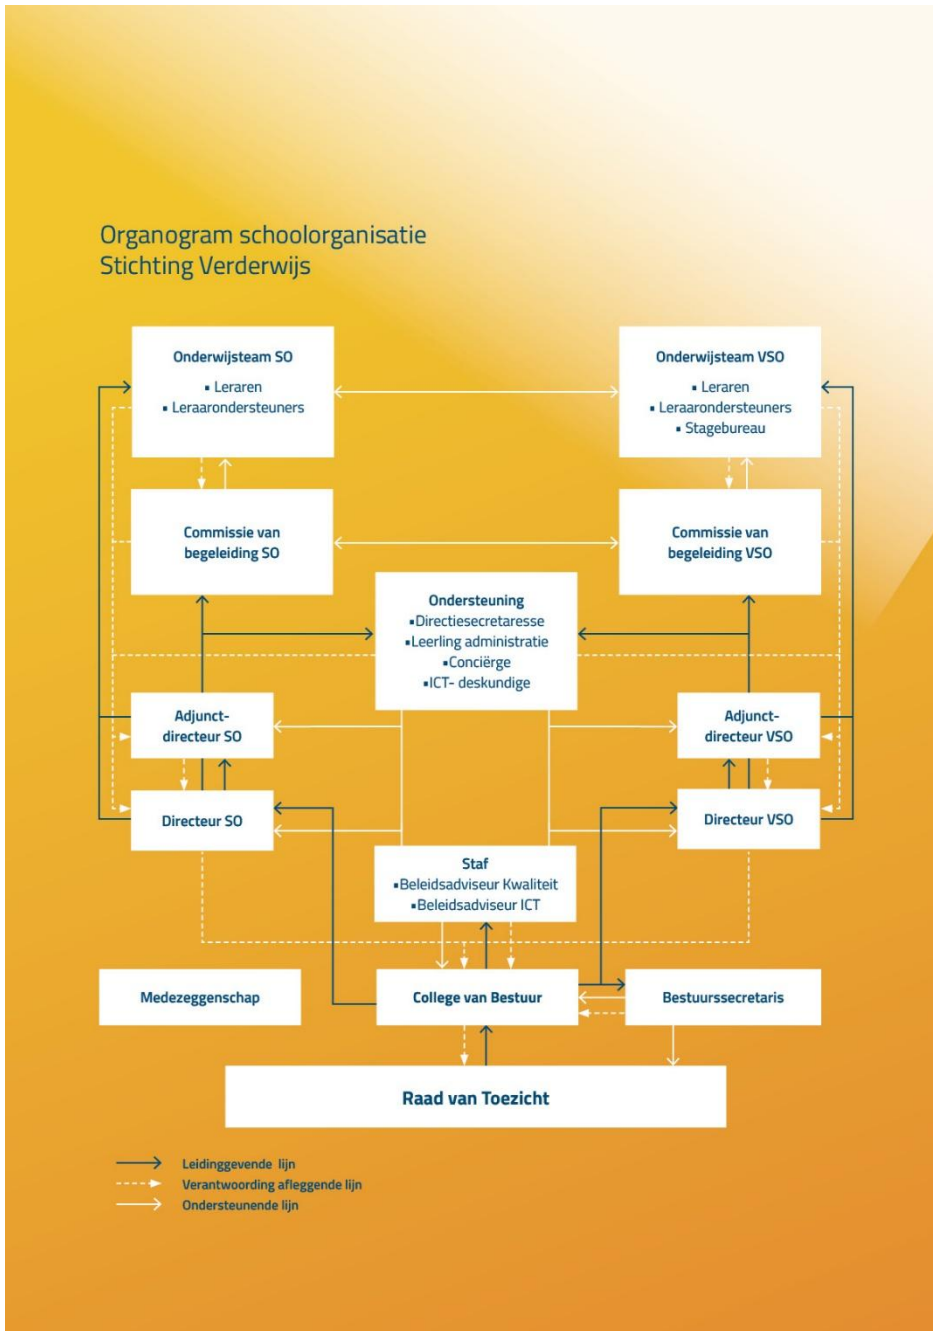 Organogram schoolorganisatie
Stichting Verderwijs
Onderwijsteam SO
▪ Leraren
▪ Leraarondersteuners
Onderwijsteam VSO
▪ Leraren
▪ Leraarondersteuners
▪ Stagebureau
Commissie van
begeleiding SO
Commissie van
begeleiding VSO
Ondersteuning
▪Directiesecretaresse
▪Leerling administratie
▪Conciërge
▪ICT- deskundige
Adjunct-
directeur SO
Adjunct-
directeur VSO
Directeur SO
Directeur VSO
Staf
▪Beleidsadviseur Kwaliteit
▪Beleidsadviseur ICT
Medezeggenschap
College van Bestuur
Bestuurssecretaris
Raad van Toezicht
Leidinggevende lijn
Verantwoording afleggende lijn
Ondersteunende lijn